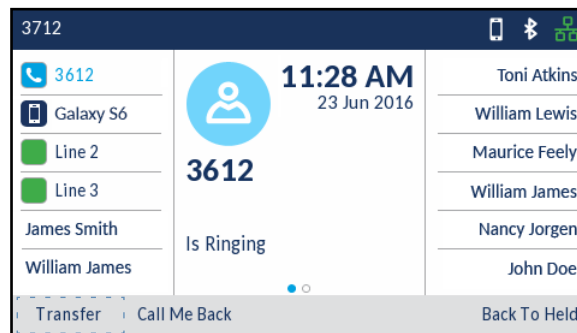 3712
3612
Galaxy S6
Line 2
Line 3
James Smith
William James
11:28 AM
23 Jun 2016
3612
Is Ringing
Toni Atkins
William Lewis
Maurice Feely
William James
Nancy Jorgen
John Doe
Transfer
Call Me Back
Back To Held